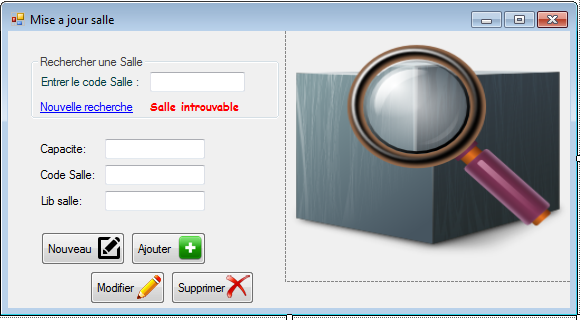 Mise a jour salle
Rechercher une Salle
Entrer le code Salle :
Nouvelle recherche Salle introuvable
Capacite:
Code Salle:
Lib salle:
Nouveau Ajouter
Modifier Supprimer